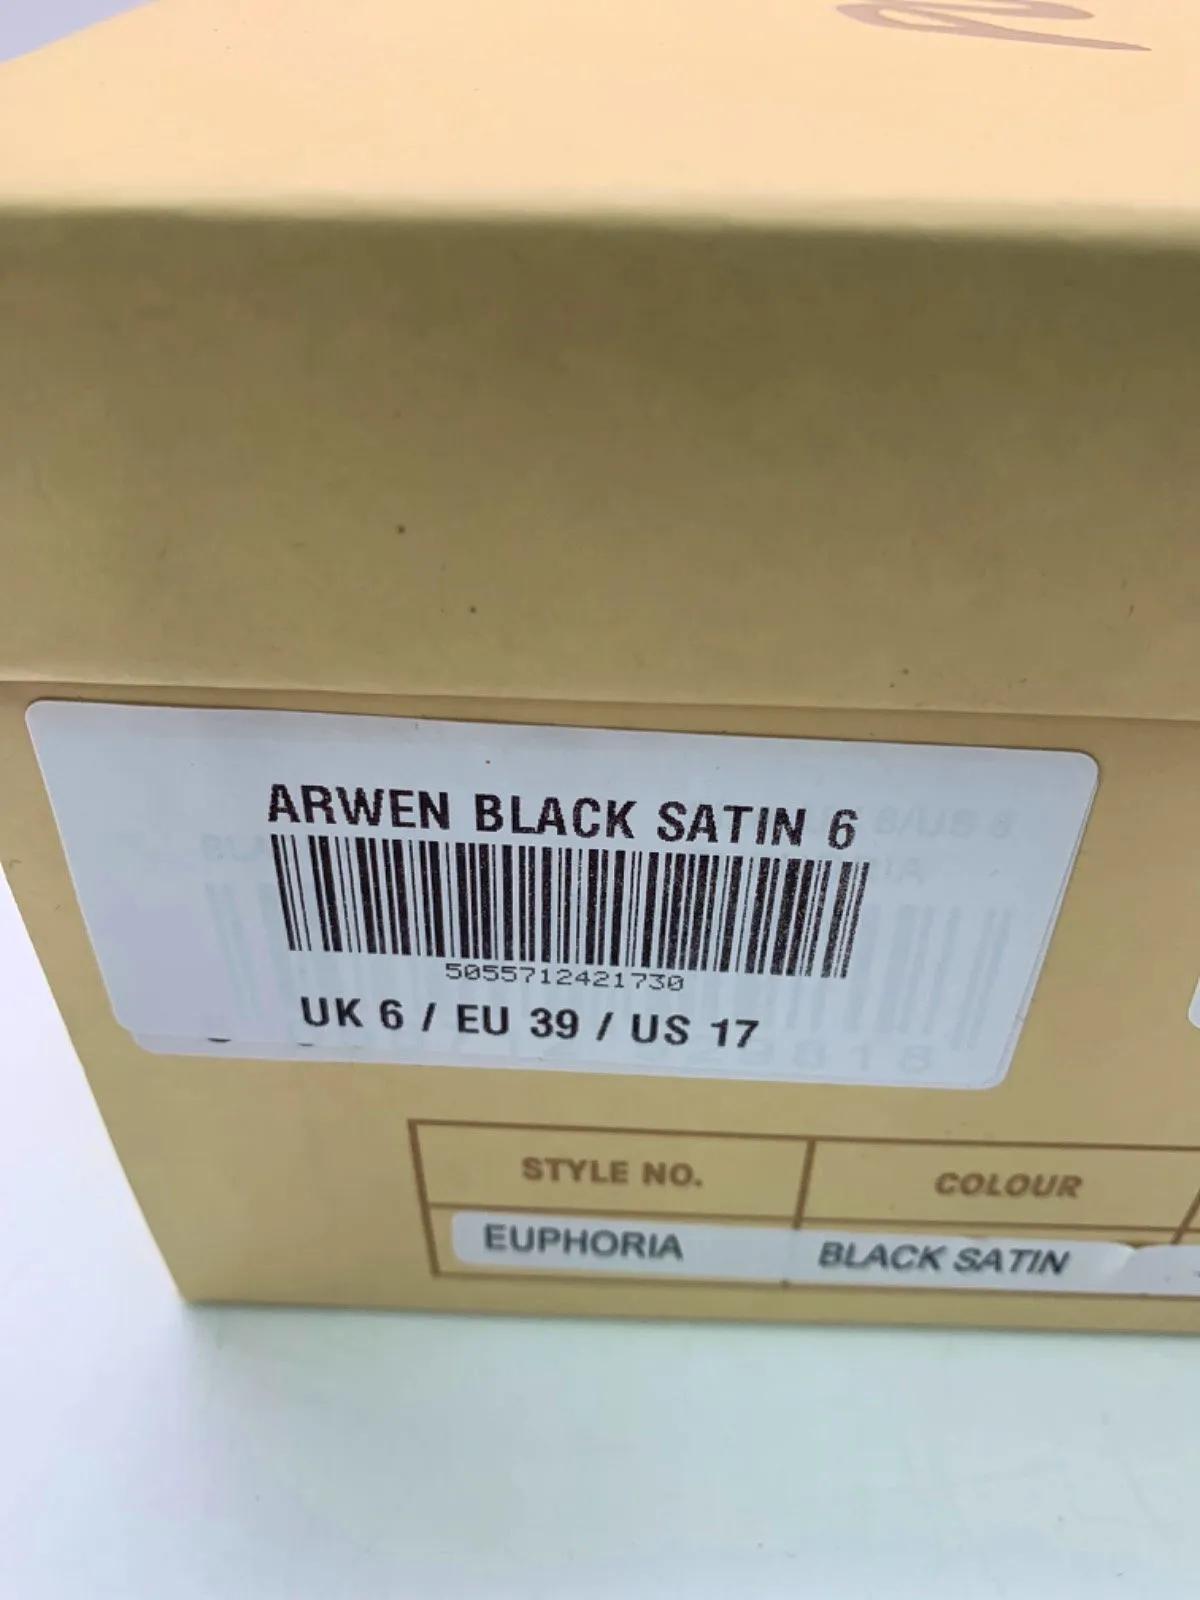 ARWEN BLACK SATIN 6
5055712421730
UK 6 / EU 39 / US 17
STYLE NO. COLOUR
EUPHORIA BLACK SATIN